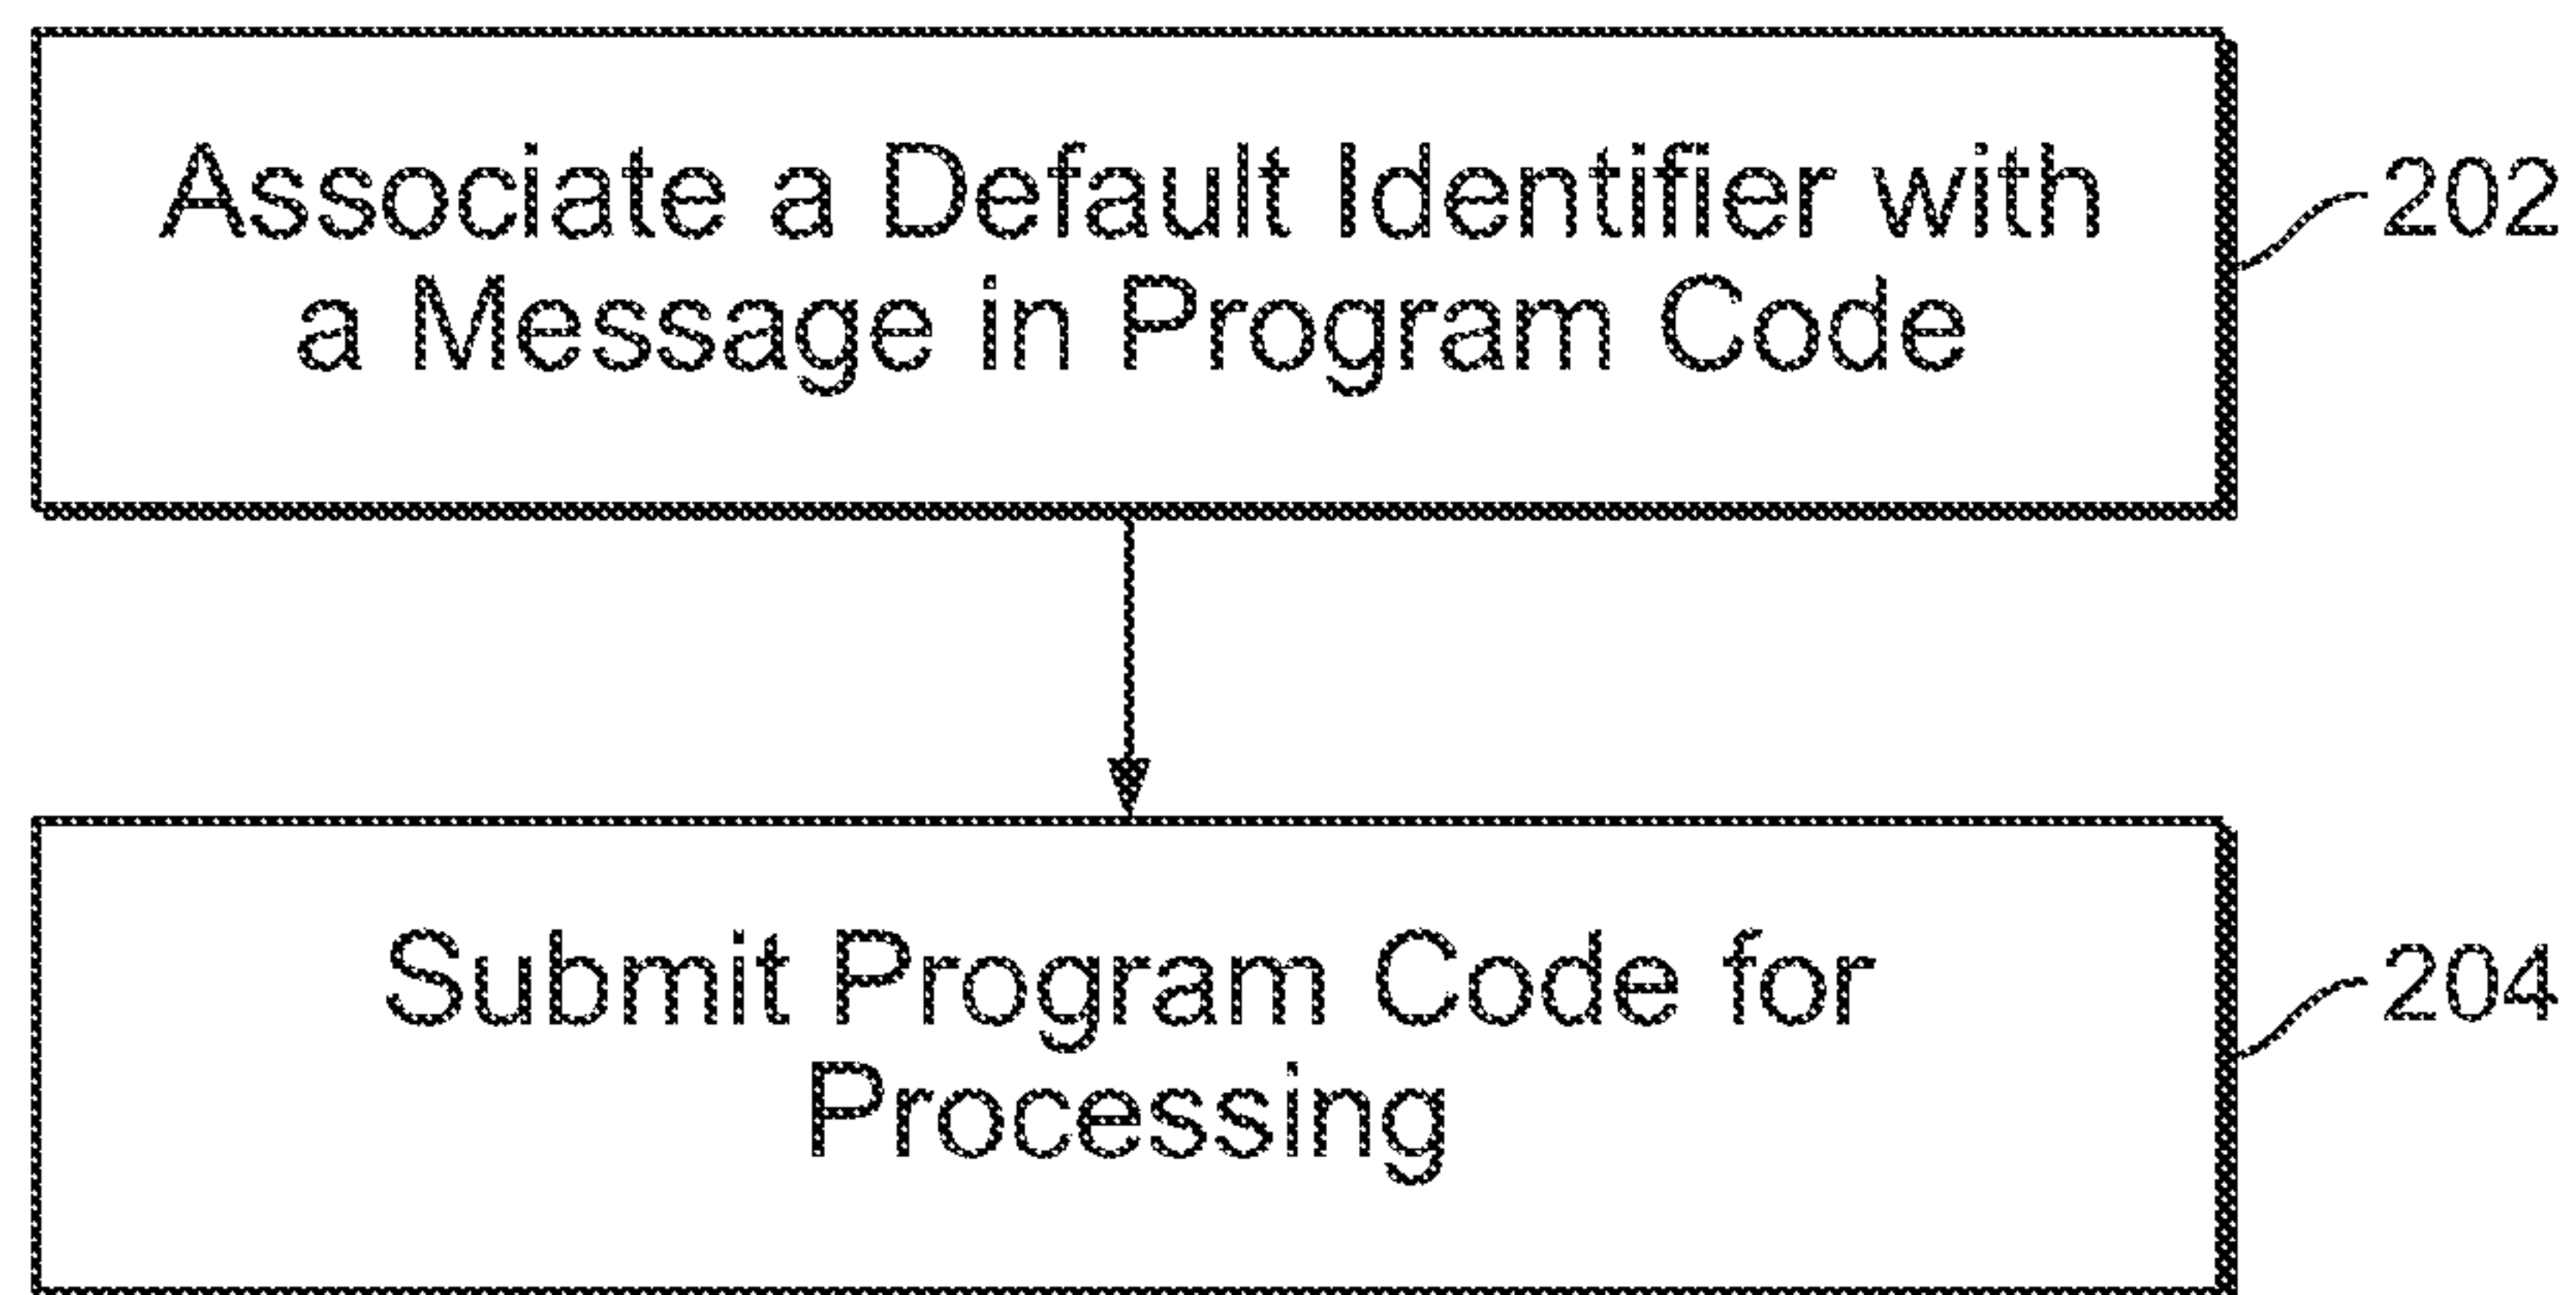 Associate a Default Identifier with
a Message in Program Code
202
Submit Program Code for
Processing
204